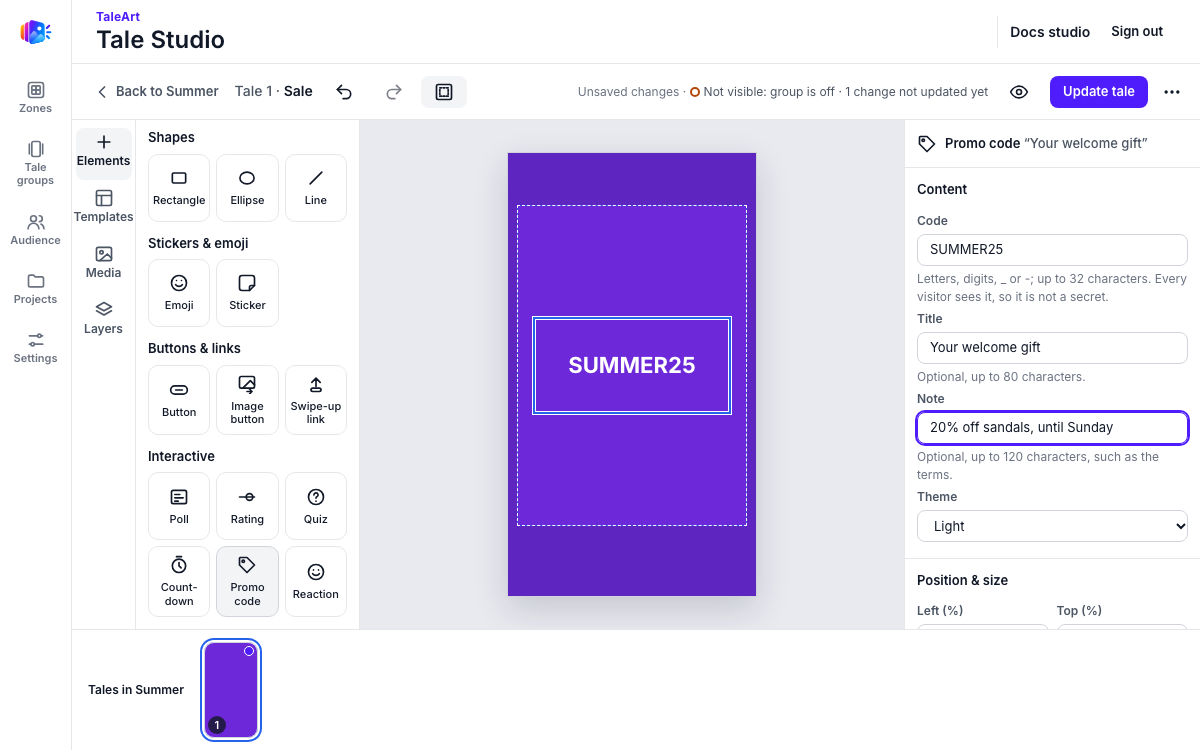 TaleArt
Tale Studio
Docs studio
Sign out
Back to Summer
Tale 1 · Sale
Unsaved changes · Not visible: group is off · 1 change not updated yet
Update tale
Zones
Tale groups
Audience
Projects
Settings
Elements
Templates
Media
Layers
Shapes
Rectangle
Ellipse
Line
Stickers & emoji
Emoji
Sticker
Buttons & links
Button
Image button
Swipe-up link
Interactive
Poll
Rating
Quiz
Count-down
Promo code
Reaction
SUMMER25
Promo code “Your welcome gift”
Content
Code
SUMMER25
Letters, digits, _ or -; up to 32 characters. Every
visitor sees it, so it is not a secret.
Title
Your welcome gift
Optional, up to 80 characters.
Note
20% off sandals, until Sunday
Optional, up to 120 characters, such as the
terms.
Theme
Light
Position & size
Left (%)
Top (%)
Tales in Summer
1